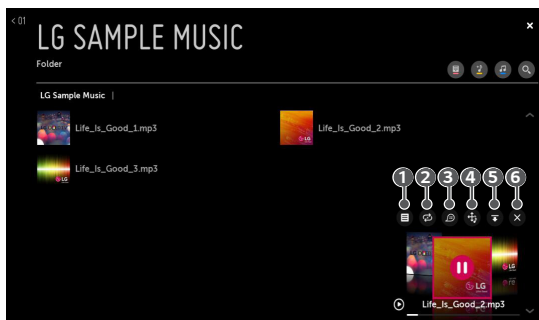 < 01
LG SAMPLE MUSIC
Folder
LG Sample Music |
Life_Is_Good_1.mp3
Life_Is_Good_2.mp3
LG
Life_Is_Good_3.mp3
LG
1 2 3 4 5 6
LG
LG
Life_Is_Good_2.mp3